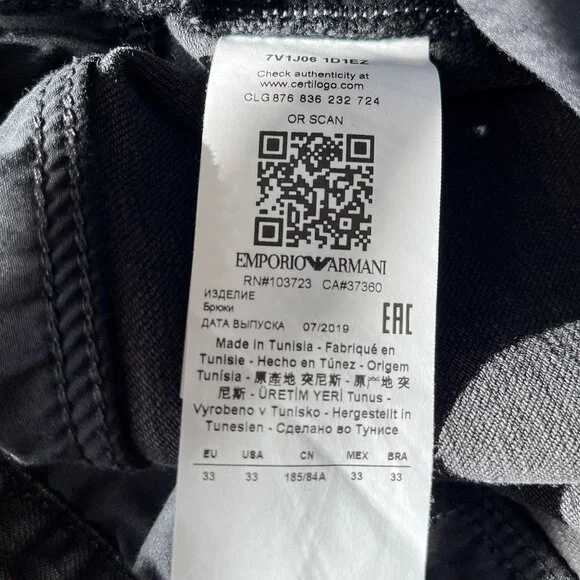 7V1J06 1D1EZ
Check authenticity at
www.certilogo.com
CLG 876 836 232 724
OR SCAN
EMPORIO ARMANI
RN#103723 CA#37360
ИЗДЕЛИЕ
Брюки
ДАТА ВЫПУСКА 07/2019 EAC
Made in Tunisia - Fabriqué en
Tunisie - Hecho en Túnez - Origem
Tunísia - 原產地 突尼斯 - 原产地 突
尼斯 - ÜRETİM YERİ Tunus -
Vyrobeno v Tunisko - Hergestellt in
Tunesien - Сделано во Тунисе
EU USA CN MEX BRA
33 33 185/84A 33 33